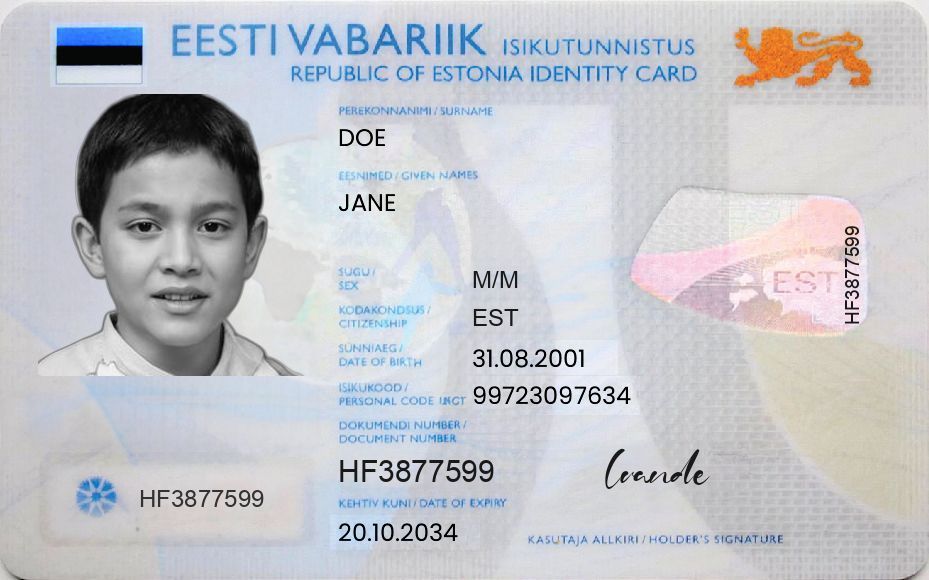 EESTI VABARIIK ISIKUTUNNISTUS
REPUBLIC OF ESTONIA IDENTITY CARD
PEREKONNANIMI / SURNAME
DOE
EESNIMED / GIVEN NAMES
JANE
SUGU / SEX
M/M
KODAKONDSUS / CITIZENSHIP
EST
SÜNNIAEG / DATE OF BIRTH
31.08.2001
ISIKUKOOD / PERSONAL CODE
99723097634
DOKUMENDI NUMBER / DOCUMENT NUMBER
HF3877599
KEHTIV KUNI / DATE OF EXPIRY
20.10.2034
HF3877599
EST
HF3877599
KASUTAJA ALLKIRI / HOLDER'S SIGNATURE